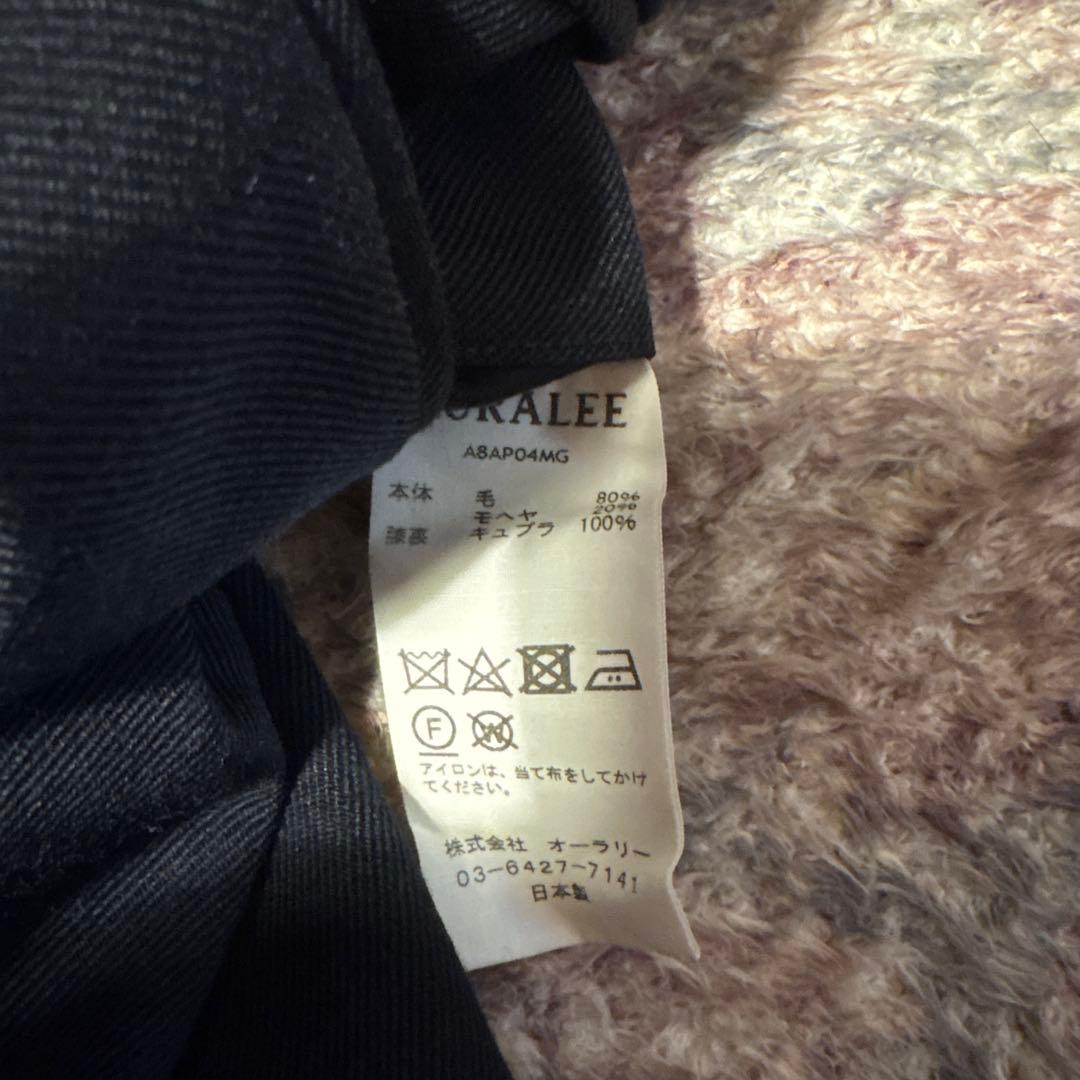 URALEE
A8AP04MG
本体 毛 80%
モヘヤ 20%
膝裏 キュプラ 100%
F
W
アイロンは、当て布をしてかけ
てください。
株式会社 オーラリー
03-6427-7141
日本製